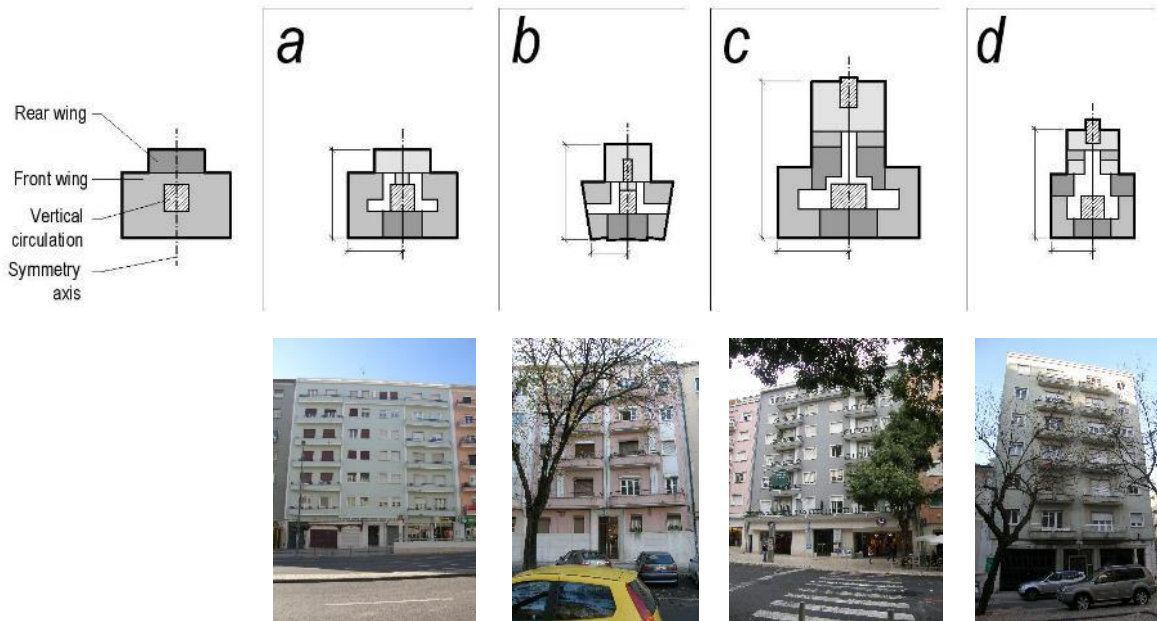 a
b
c
d
Rear wing
Front wing
Vertical
circulation
Symmetry
axis